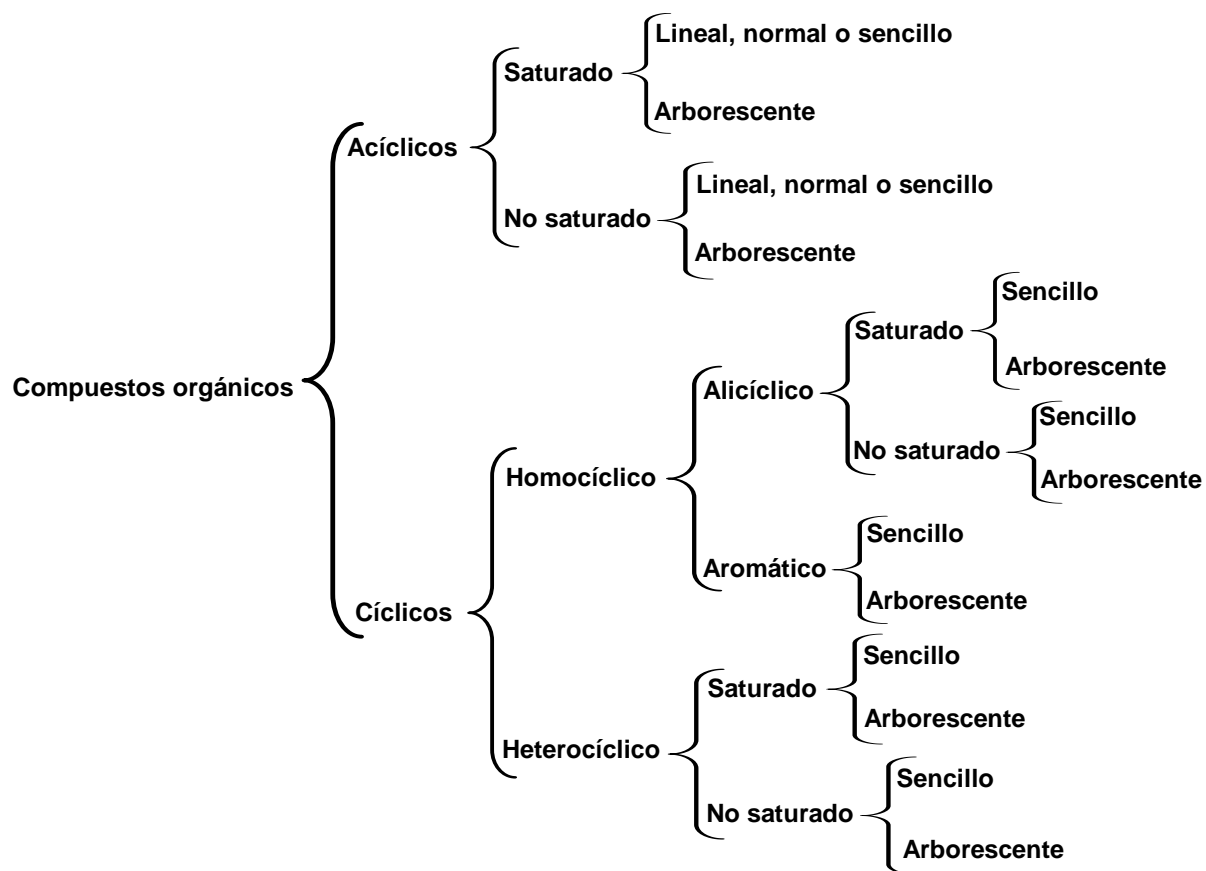 Compuestos orgánicos
Acíclicos
Saturado
Lineal, normal o sencillo
Arborescente
No saturado
Lineal, normal o sencillo
Arborescente
Cíclicos
Homocíclico
Alicíclico
Saturado
Sencillo
Arborescente
No saturado
Sencillo
Arborescente
Aromático
Sencillo
Arborescente
Heterocíclico
Saturado
Sencillo
Arborescente
No saturado
Sencillo
Arborescente